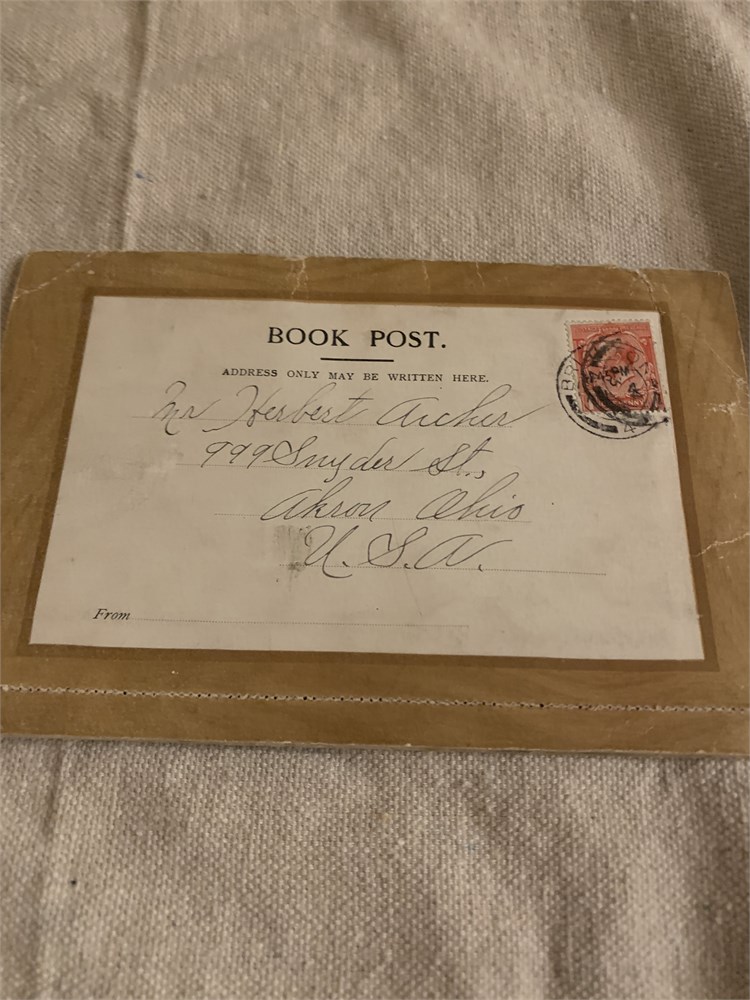 BOOK POST.
ADDRESS ONLY MAY BE WRITTEN HERE.
Mr Herbert Archer
999 Snyder St.,
Akron Ohio
U.S.A.
From